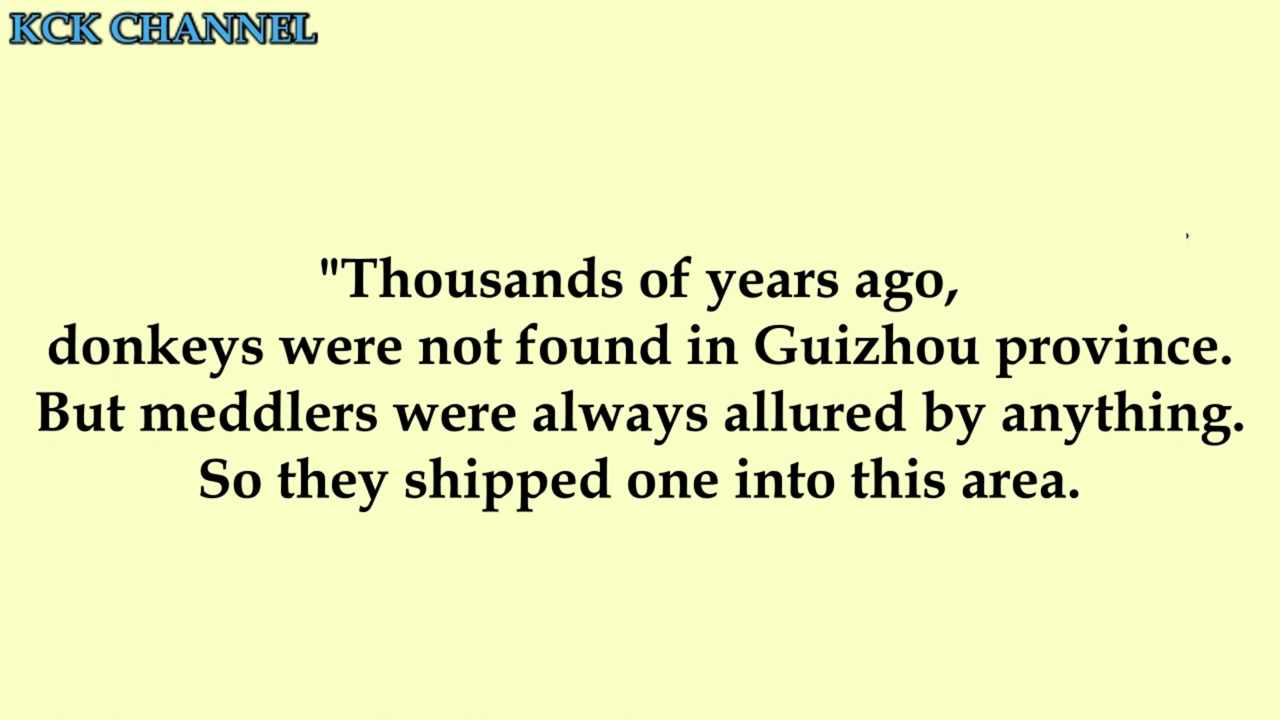 KCK CHANNEL
"Thousands of years ago,
donkeys were not found in Guizhou province.
But meddlers were always allured by anything.
So they shipped one into this area.